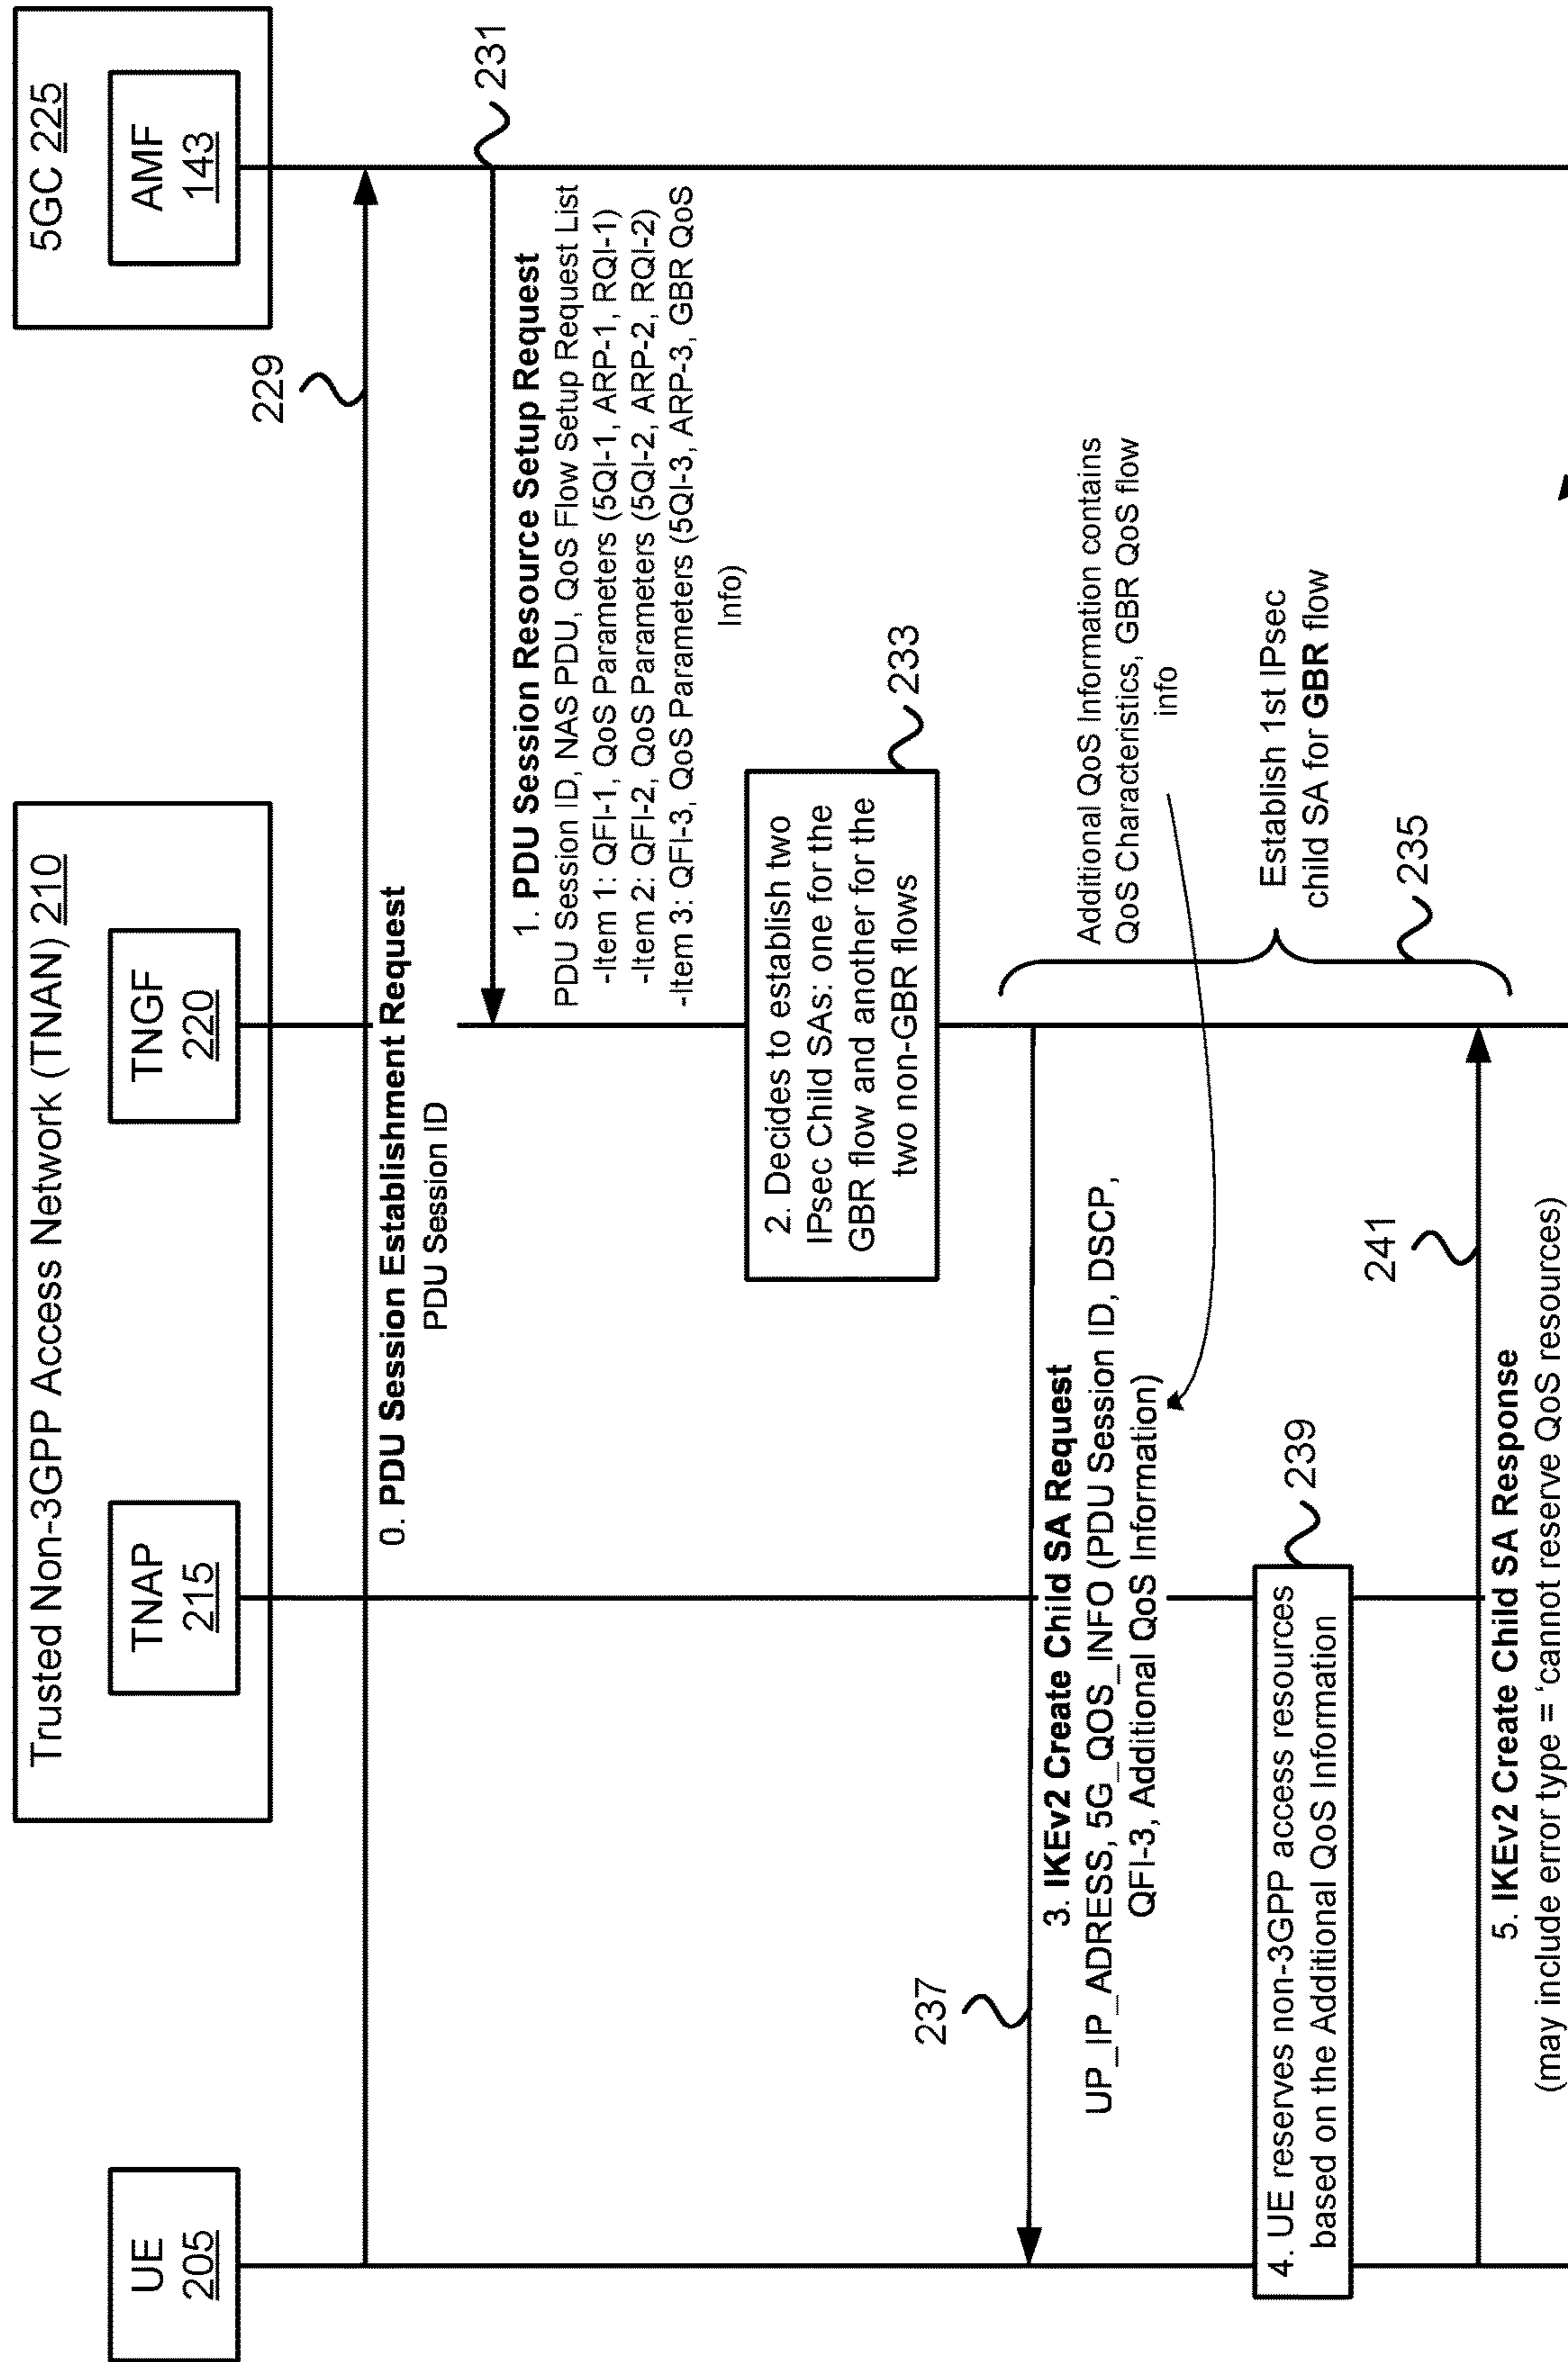 UE
205
Trusted Non-3GPP Access Network (TNAN) 210
TNAP
215
TNGF
220
5GC 225
AMF
143
229
0. PDU Session Establishment Request
PDU Session ID
231
1. PDU Session Resource Setup Request
PDU Session ID, NAS PDU, QoS Flow Setup Request List
-Item 1: QFI-1, QoS Parameters (5QI-1, ARP-1, RQI-1)
-Item 2: QFI-2, QoS Parameters (5QI-2, ARP-2, RQI-2)
-Item 3: QFI-3, QoS Parameters (5QI-3, ARP-3, GBR QoS
Info)
2. Decides to establish two
IPsec Child SAs: one for the
GBR flow and another for the
two non-GBR flows
233
Additional QoS Information contains
QoS Characteristics, GBR QoS flow
info
237
3. IKEv2 Create Child SA Request
UP_IP_ADRESS, 5G_QOS_INFO (PDU Session ID, DSCP,
QFI-3, Additional QoS Information)
Establish 1st IPsec
child SA for GBR flow
235
4. UE reserves non-3GPP access resources
based on the Additional QoS Information
239
241
5. IKEv2 Create Child SA Response
(may include error type = 'cannot reserve QoS resources)